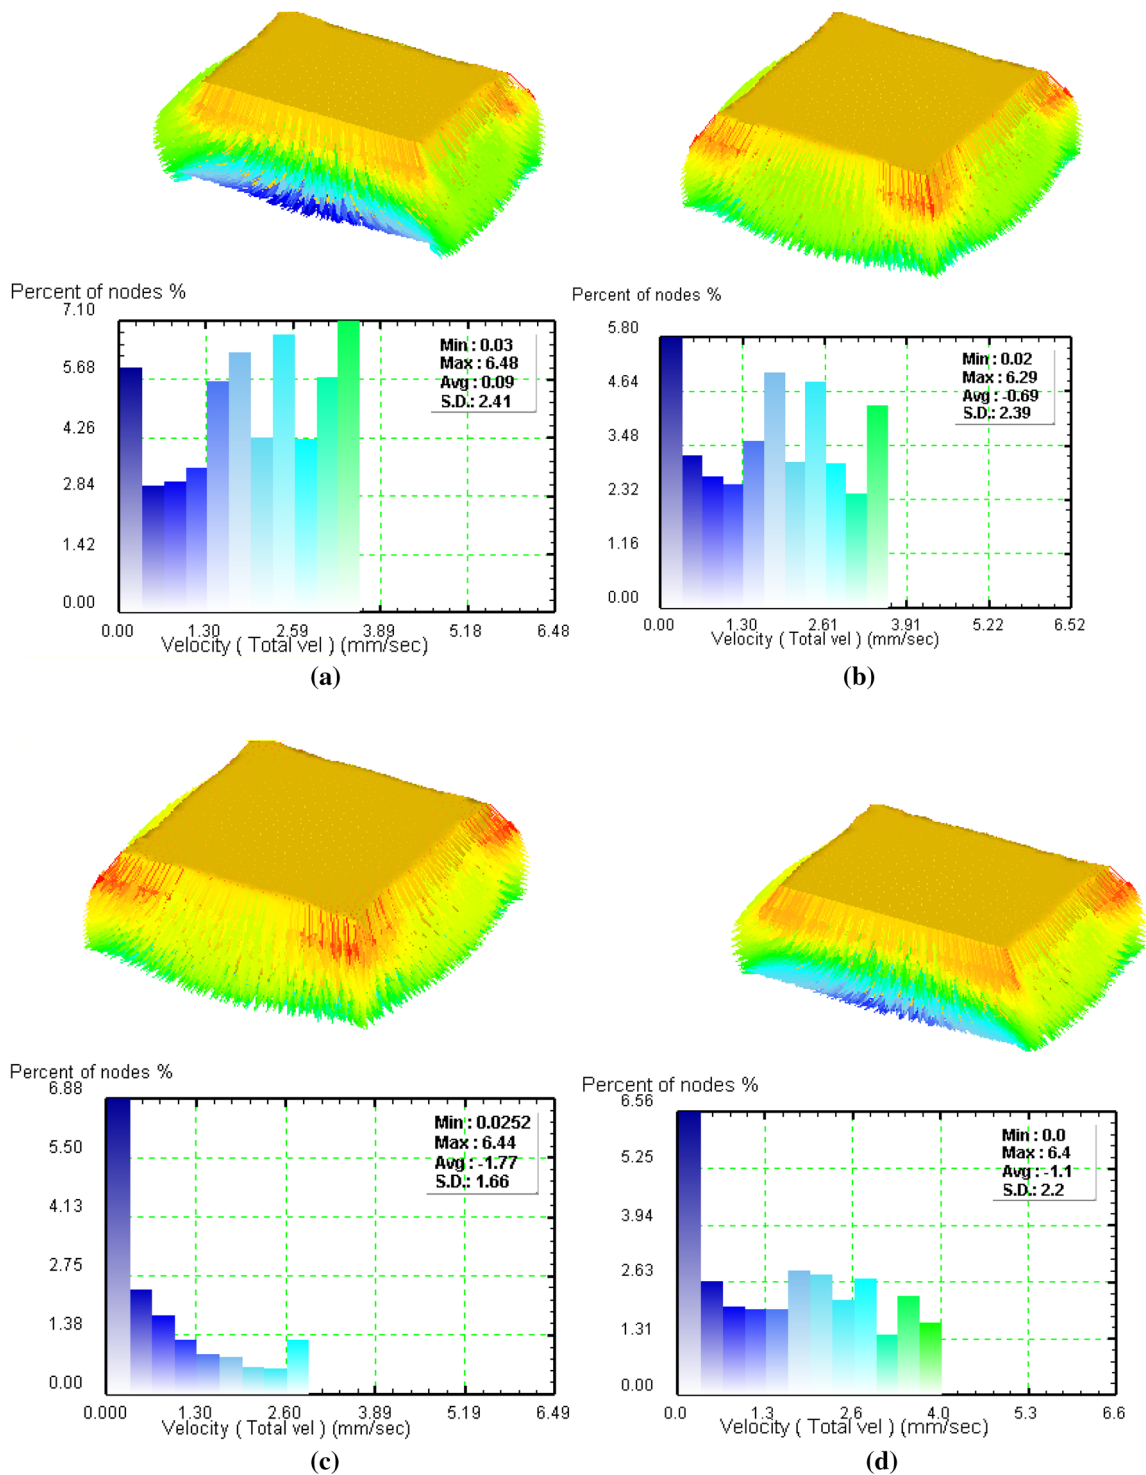 Percent of nodes %
7.10
5.68
4.26
2.84
1.42
0.00
Min : 0.03
Max : 6.48
Avg : 0.09
S.D.: 2.41
0.00 1.30 2.59 3.89 5.18 6.48
Velocity ( Total vel ) (mm/sec)
(a)
Percent of nodes %
5.80
4.64
3.48
2.32
1.16
0.00
Min : 0.02
Max : 6.29
Avg : -0.69
S.D.: 2.39
0.00 1.30 2.61 3.91 5.22 6.52
Velocity ( Total vel ) (mm/sec)
(b)
Percent of nodes %
6.88
5.50
4.13
2.75
1.38
0.00
Min : 0.0252
Max : 6.44
Avg : -1.77
S.D.: 1.66
0.000 1.30 2.60 3.89 5.19 6.49
Velocity ( Total vel ) (mm/sec)
(c)
Percent of nodes %
6.56
5.25
3.94
2.63
1.31
0.00
Min : 0.0
Max : 6.4
Avg : -1.1
S.D.: 2.2
0.0 1.3 2.6 4.0 5.3 6.6
Velocity ( Total vel ) (mm/sec)
(d)